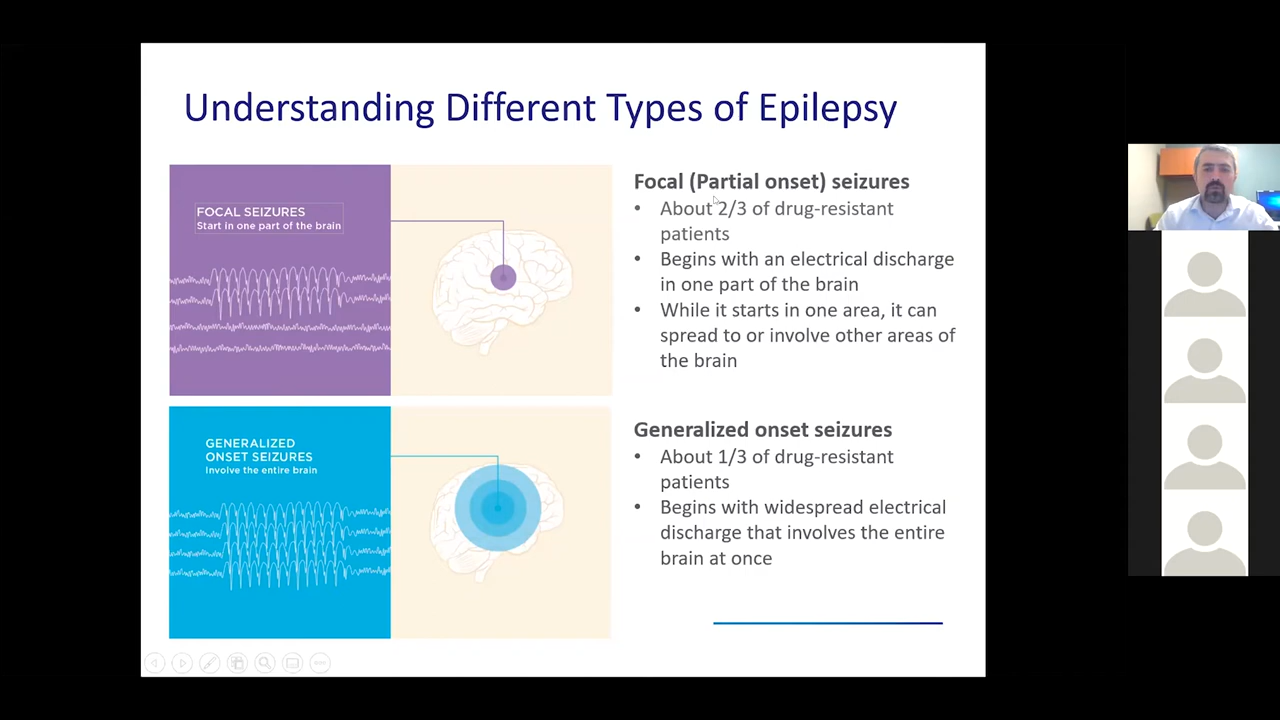 Understanding Different Types of Epilepsy
FOCAL SEIZURES
Start in one part of the brain
Focal (Partial onset) seizures
• About 2/3 of drug-resistant
patients
• Begins with an electrical discharge
in one part of the brain
• While it starts in one area, it can
spread to or involve other areas of
the brain
GENERALIZED
ONSET SEIZURES
Involve the entire brain
Generalized onset seizures
• About 1/3 of drug-resistant
patients
• Begins with widespread electrical
discharge that involves the entire
brain at once